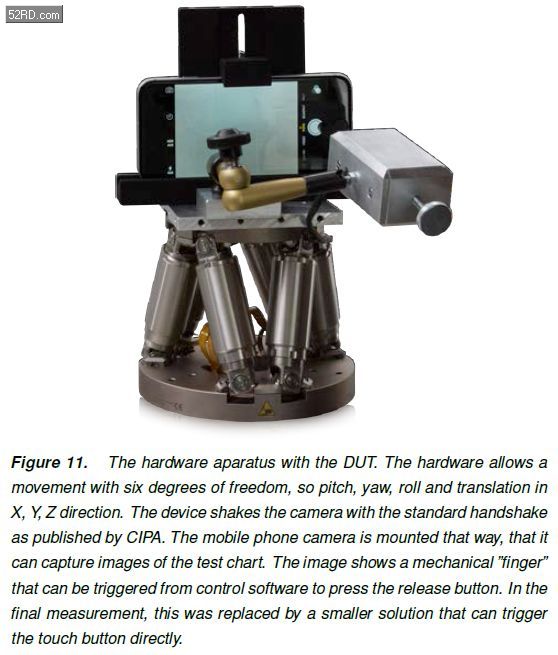 52RD.com
Figure 11. The hardware apparatus with the DUT. The hardware allows a
movement with six degrees of freedom, so pitch, yaw, roll and translation in
X, Y, Z direction. The device shakes the camera with the standard handshake
as published by CIPA. The mobile phone camera is mounted that way, that it
can capture images of the test chart. The image shows a mechanical ”finger”
that can be triggered from control software to press the release button. In the
final measurement, this was replaced by a smaller solution that can trigger
the touch button directly.